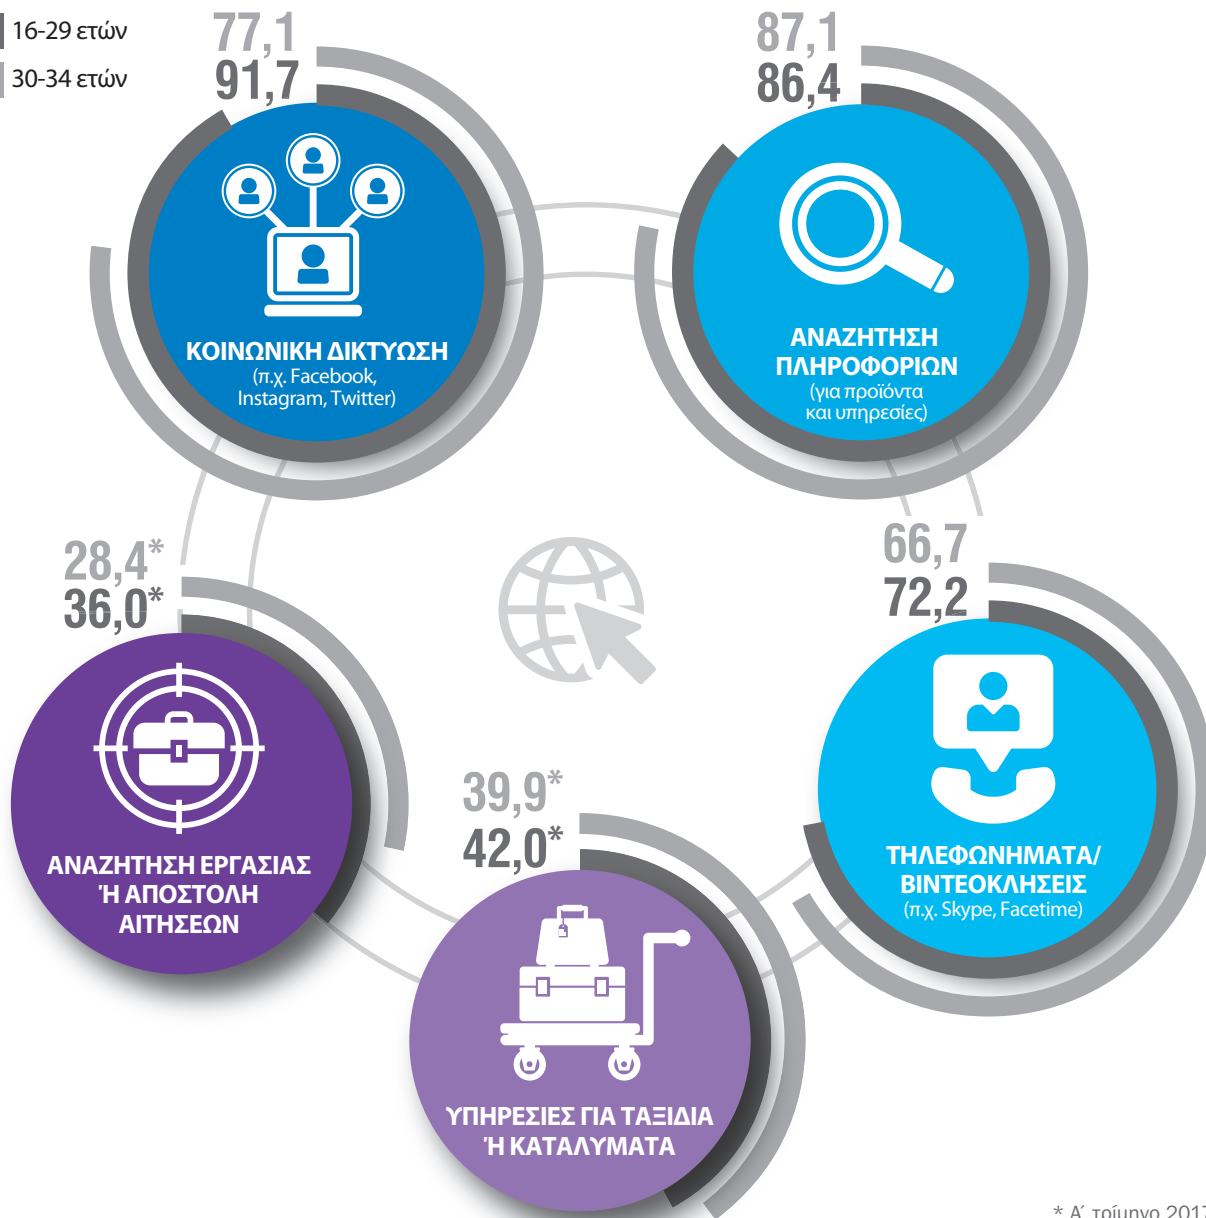 16-29 ετών
30-34 ετών
77,1
91,7
ΚΟΙΝΩΝΙΚΗ ΔΙΚΤΥΩΣΗ
(π.χ. Facebook,
Instagram, Twitter)
87,1
86,4
ΑΝΑΖΗΤΗΣΗ
ΠΛΗΡΟΦΟΡΙΩΝ
(για προϊόντα
και υπηρεσίες)
28,4*
36,0*
ΑΝΑΖΗΤΗΣΗ ΕΡΓΑΣΙΑΣ
Ή ΑΠΟΣΤΟΛΗ
ΑΙΤΗΣΕΩΝ
66,7
72,2
ΤΗΛΕΦΩΝΗΜΑΤΑ/
ΒΙΝΤΕΟΚΛΗΣΕΙΣ
(π.χ. Skype, Facetime)
39,9*
42,0*
ΥΠΗΡΕΣΙΕΣ ΓΙΑ ΤΑΞΙΔΙΑ
Ή ΚΑΤΑΛΥΜΑΤΑ
* Α΄ τρίμηνο 2017